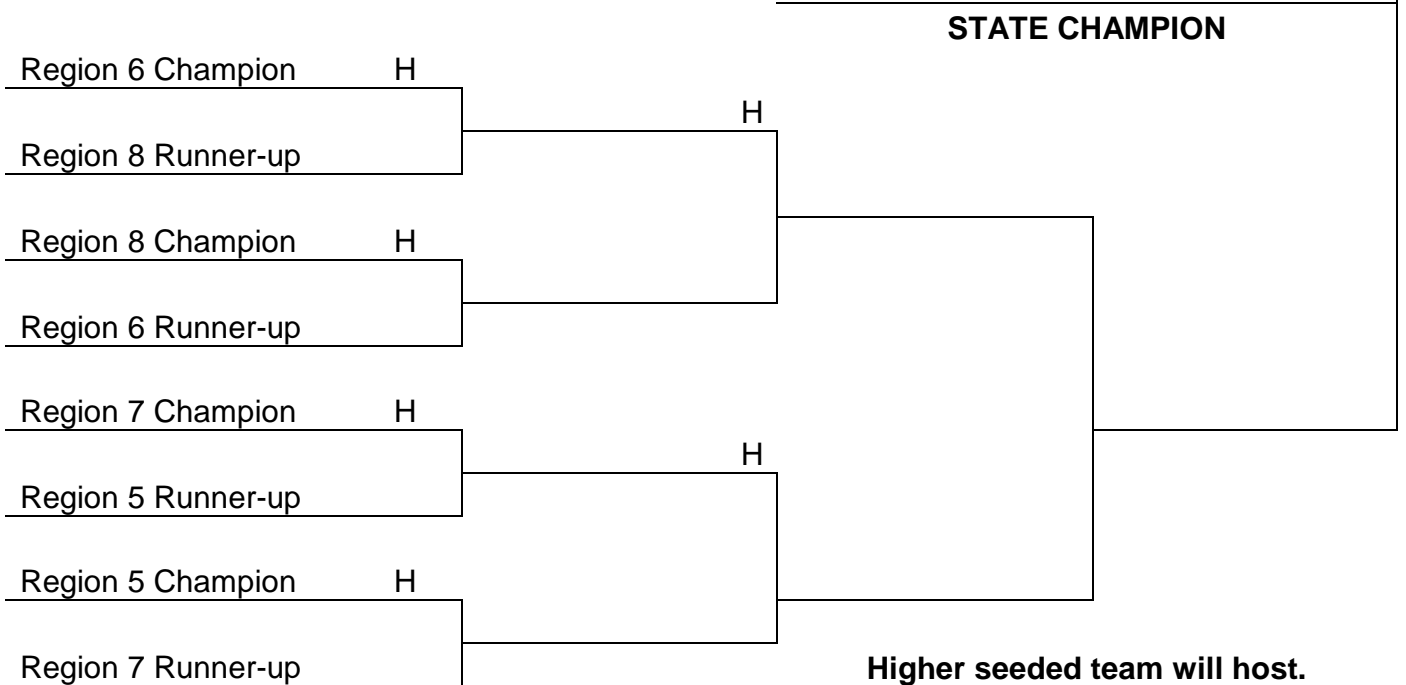 STATE CHAMPION
Region 6 Champion H
H
Region 8 Runner-up
Region 8 Champion H
Region 6 Runner-up
Region 7 Champion H
H
Region 5 Runner-up
Region 5 Champion H
Region 7 Runner-up
Higher seeded team will host.